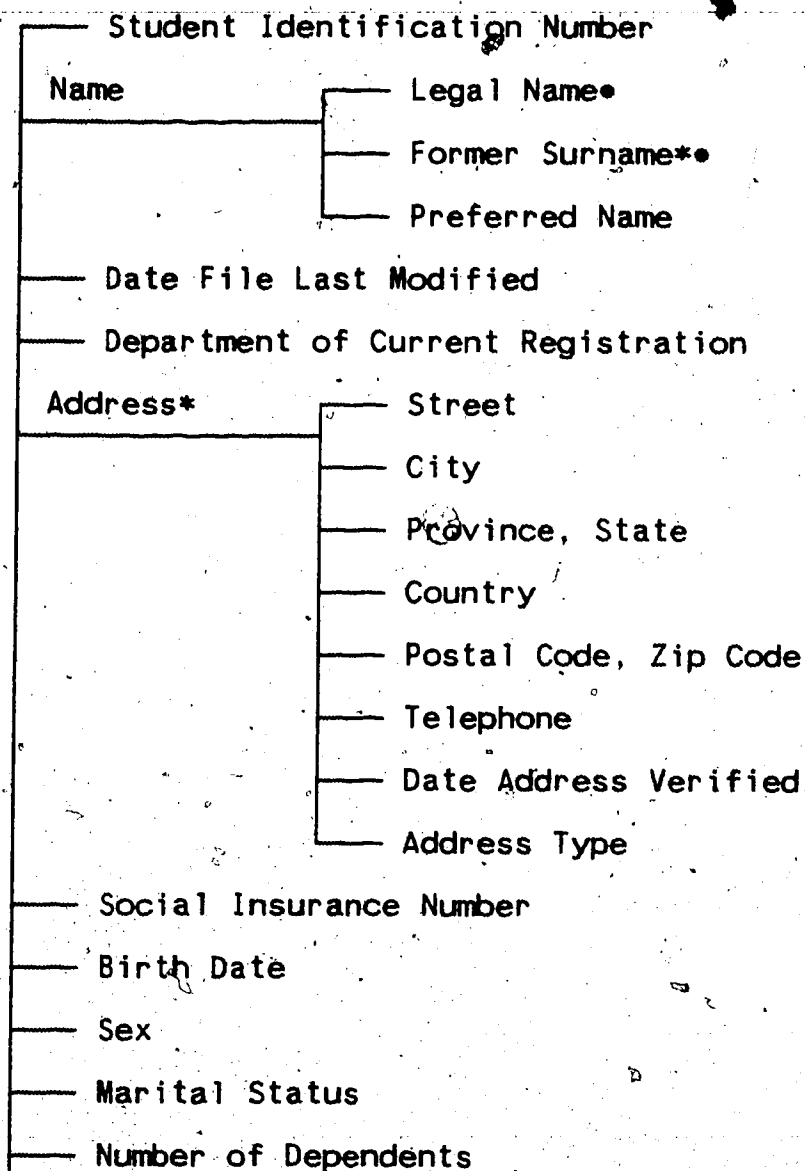 Student Identification Number
Name
Legal Name•
Former Surname*•
Preferred Name
Date File Last Modified
Department of Current Registration
Address*
Street
City
Province, State
Country
Postal Code, Zip Code
Telephone
Date Address Verified
Address Type
Social Insurance Number
Birth Date
Sex
Marital Status
Number of Dependents